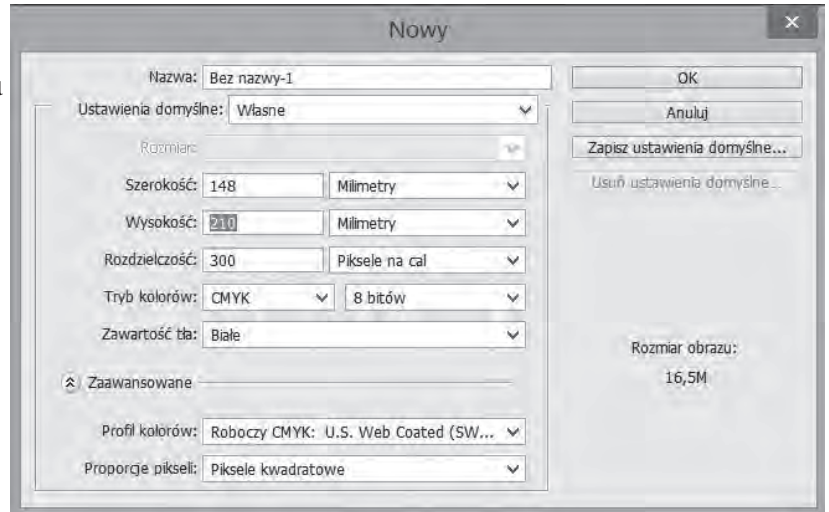 Nowy
Nazwa: Bez nazwy-1
OK
Ustawienia domyślne: Własne
Anuluj
Rozmiar:
Zapisz ustawienia domyślne...
Szerokość: 148 Milimetry
Usuń ustawienia domyślne...
Wysokość: 210 Milimetry
Rozdzielczość: 300 Piksele na cal
Tryb kolorów: CMYK 8 bitów
Zawartość tła: Białe
Rozmiar obrazu:
16,5M
Zaawansowane
Profil kolorów: Roboczy CMYK: U.S. Web Coated (SW...
Proporcje pikseli: Piksele kwadratowe